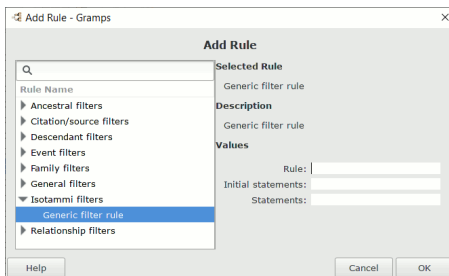 Add Rule - Gramps
Add Rule
Rule Name
Ancestral filters
Citation/source filters
Descendant filters
Event filters
Family filters
General filters
Isotammi filters
Generic filter rule
Relationship filters
Selected Rule
Generic filter rule
Description
Generic filter rule
Values
Rule:
Initial statements:
Statements:
Help
Cancel
OK